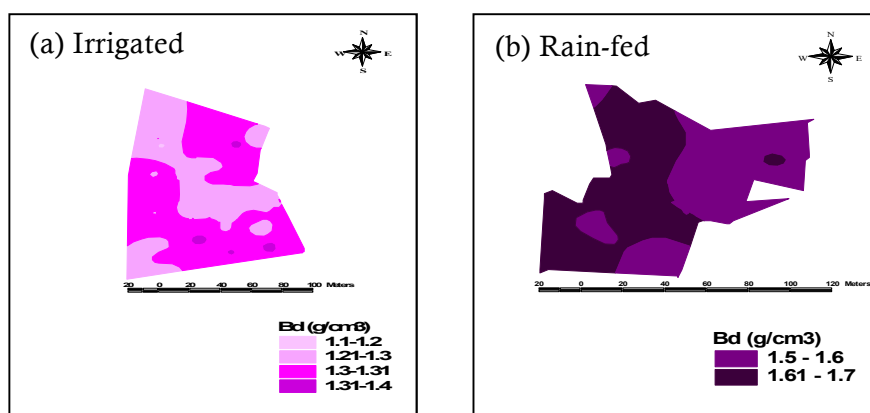 (a) Irrigated
N
W E
S
20 0 20 40 60 80 100 Meters
Bd (g/cm3)
1.1-1.2
1.21-1.3
1.3-1.31
1.31-1.4
(b) Rain-fed
N
W E
S
20 0 20 40 60 80 100 120 Meters
Bd (g/cm3)
1.5 - 1.6
1.61 - 1.7